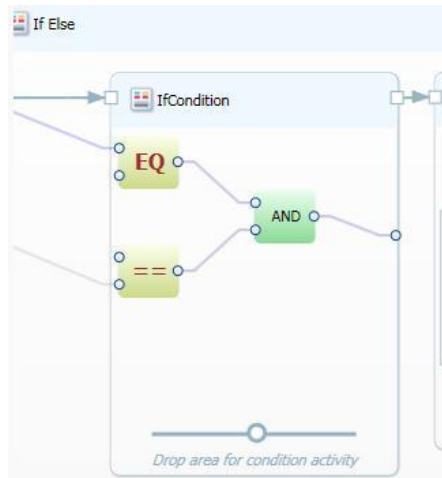 If Else
IfCondition
EQ
AND
==
Drop area for condition activity